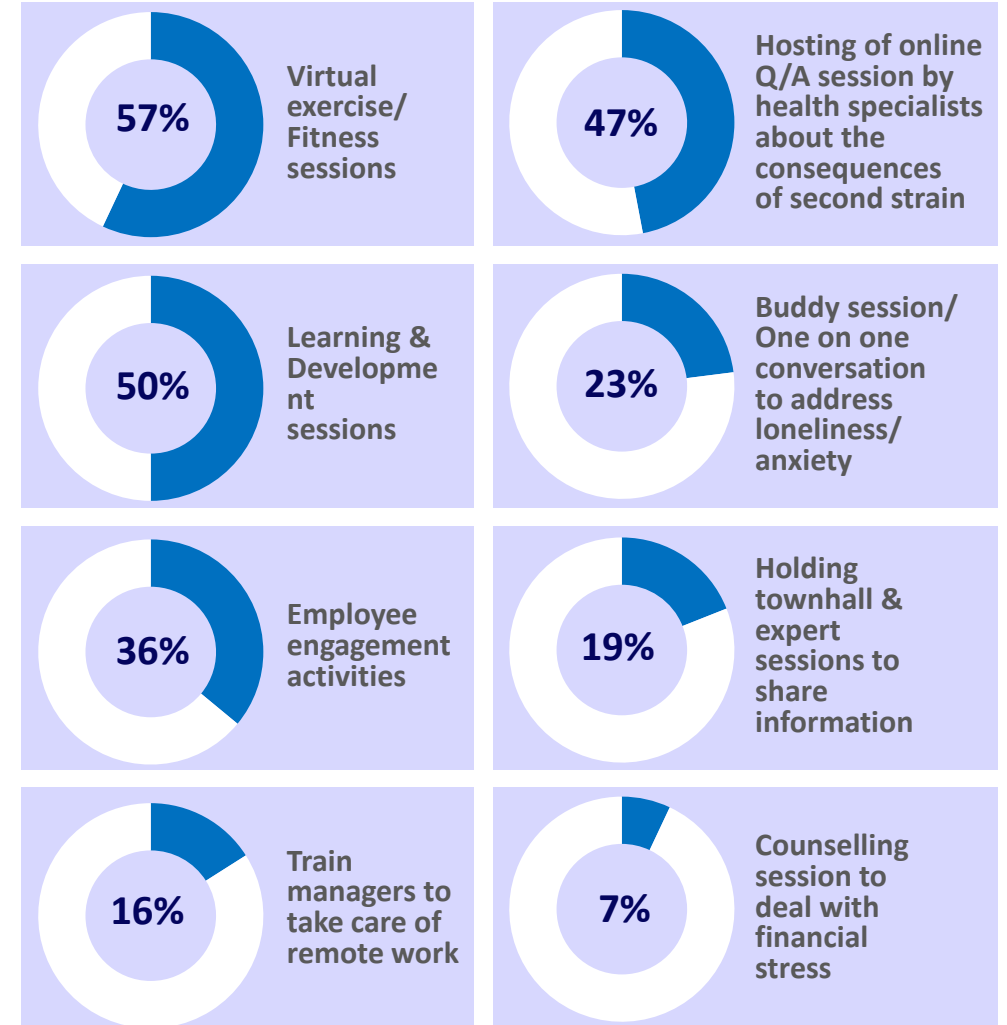 57%
Virtual
exercise/
Fitness
sessions
47%
Hosting of online
Q/A session by
health specialists
about the
consequences
of second strain
50%
Learning &
Developme
nt
sessions
23%
Buddy session/
One on one
conversation
to address
loneliness/
anxiety
36%
Employee
engagement
activities
19%
Holding
townhall &
expert
sessions to
share
information
16%
Train
managers to
take care of
remote work
7%
Counselling
session to
deal with
financial
stress